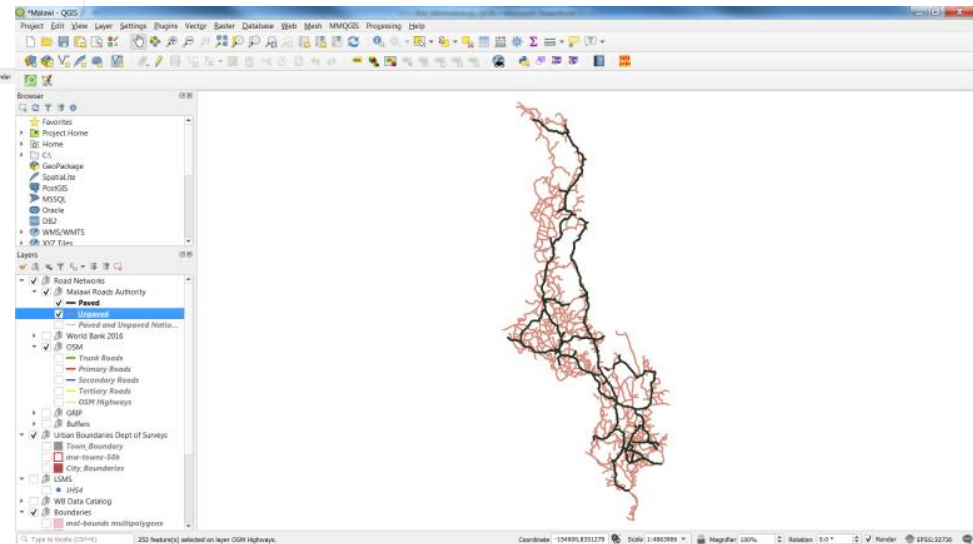 *Malawi - QGIS
Project Edit View Layer Settings Plugins Vector Raster Database Web Mesh MMQGIS Processing Help
Browser
Favorites
Project Home
Home
C:\
GeoPackage
SpatiaLite
PostGIS
MSSQL
Oracle
DB2
WMS/WMTS
XYZ Tiles
Layers
Road Networks
Malawi Roads Authority
Paved
Unpaved
Paved and Unpaved Natio...
World Bank 2016
OSM
Trunk Roads
Primary Roads
Secondary Roads
Tertiary Roads
OSM Highways
GRIP
Buffers
Urban Boundaries Dept of Surveys
Town_Boundary
mw-towns-50k
City_Boundaries
LSMS
IHS4
WB Data Catalog
Boundaries
mal-bounds multipolygons
Type to locate (Ctrl+K) 252 feature(s) selected on layer OSM Highways. Coordinate Scale Magnifier 100% Rotation 0.0 ° Render EPSG:32736